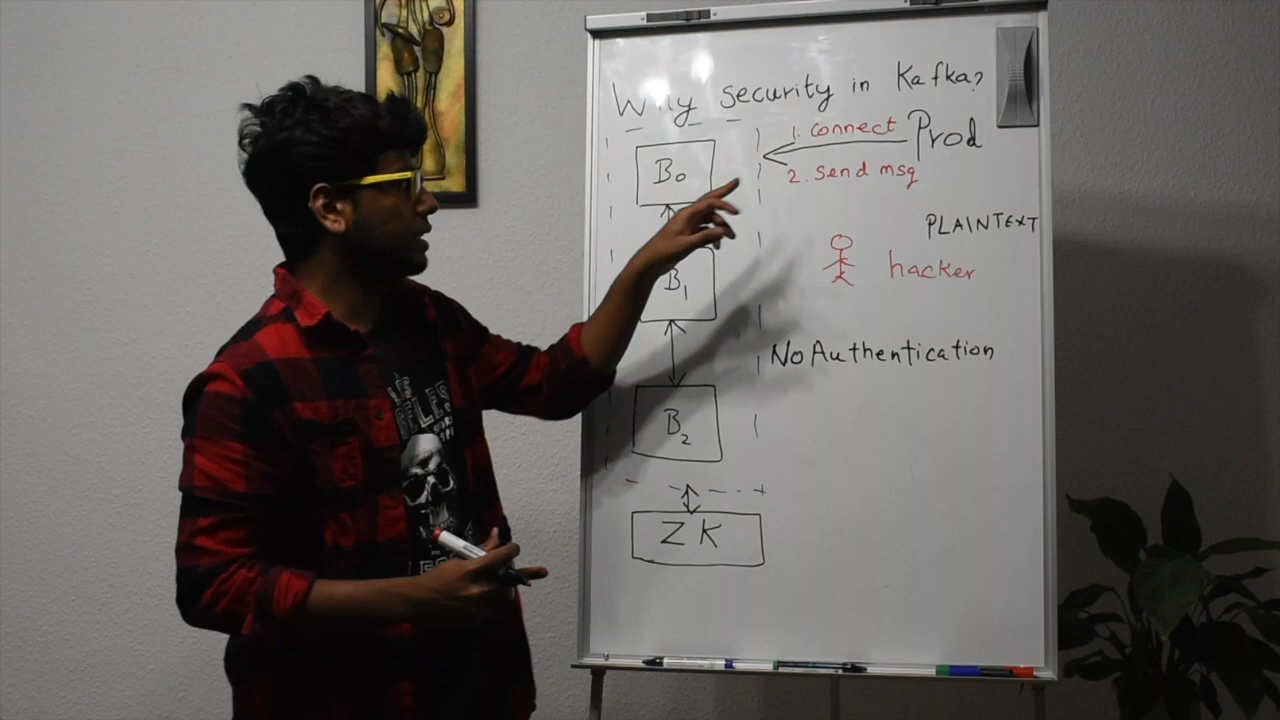 Why security in Kafka?
1. connect
Prod
2. Send msg
B0
PLAINTEXT
hacker
B1
No Authentication
B2
ZK